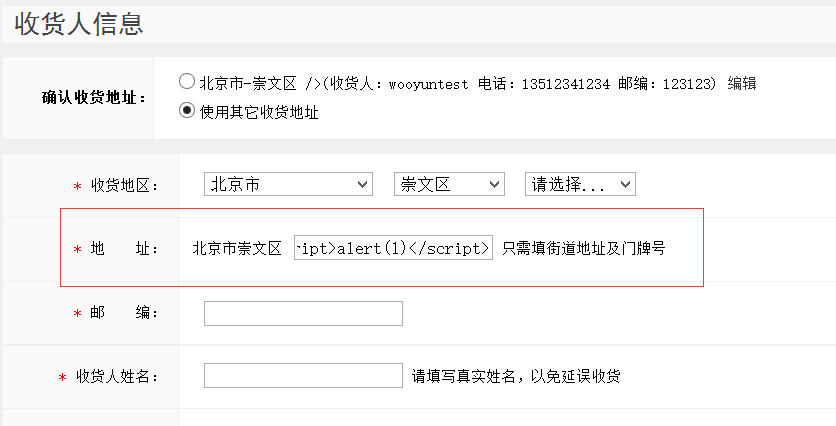 收货人信息
确认收货地址： 北京市-崇文区 />(收货人：wooyuntest 电话：13512341234 邮编：123123) 编辑
使用其它收货地址
* 收货地区： 北京市 崇文区 请选择...
* 地 址： 北京市崇文区 ript>alert(1)</script> 只需填街道地址及门牌号
* 邮 编：
* 收货人姓名： 请填写真实姓名，以免延误收货